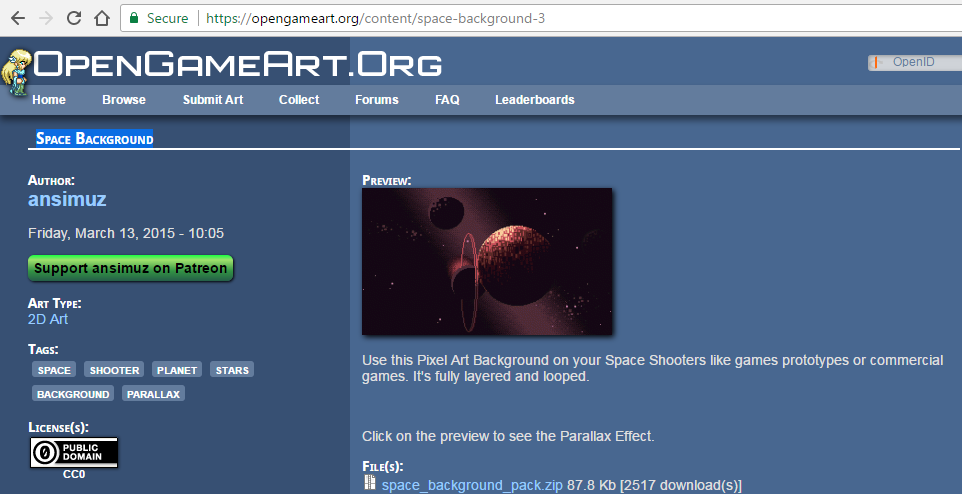 Secure https://opengameart.org/content/space-background-3
OpenGameArt.Org
OpenID
Home Browse Submit Art Collect Forums FAQ Leaderboards
Space Background
Author:
ansimuz
Friday, March 13, 2015 - 10:05
Support ansimuz on Patreon
Art Type:
2D Art
Tags:
SPACE SHOOTER PLANET STARS
BACKGROUND PARALLAX
License(s):
PUBLIC
DOMAIN
CC0
Preview:
Use this Pixel Art Background on your Space Shooters like games prototypes or commercial
games. It's fully layered and looped.
Click on the preview to see the Parallax Effect.
File(s):
space_background_pack.zip 87.8 Kb [2517 download(s)]